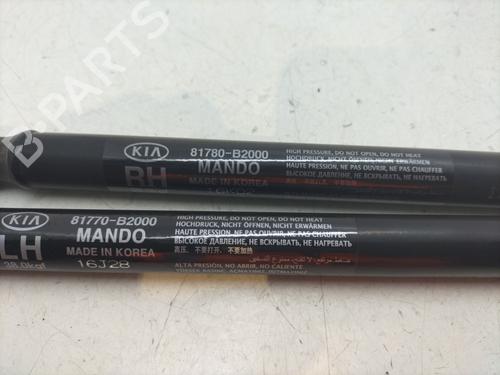 B-PARTS
KIA
81780-B2000
RH
MANDO
MADE IN KOREA
HIGH PRESSURE, DO NOT OPEN, DO NOT HEAT
HOCHDRUCK, NICHT ÖFFNEN, NICHT ERWÄRMEN
HAUTE PRESSION, NE PAS OUVRIR, NE PAS CHAUFFER
ВЫСОКОЕ ДАВЛЕНИЕ, НЕ ВСКРЫВАТЬ, НЕ НАГРЕВАТЬ
KIA
81770-B2000
LH
MANDO
38.0kgf
MADE IN KOREA
16J28
HIGH PRESSURE, DO NOT OPEN, DO NOT HEAT
HOCHDRUCK, NICHT ÖFFNEN, NICHT ERWÄRMEN
HAUTE PRESSION, NE PAS OUVRIR, NE PAS CHAUFFER
ВЫСОКОЕ ДАВЛЕНИЕ, НЕ ВСКРЫВАТЬ, НЕ НАГРЕВАТЬ
高压, 不要打开, 不要加热
ALTA PRESIÓN, NO ABRIR, NO CALIENTE